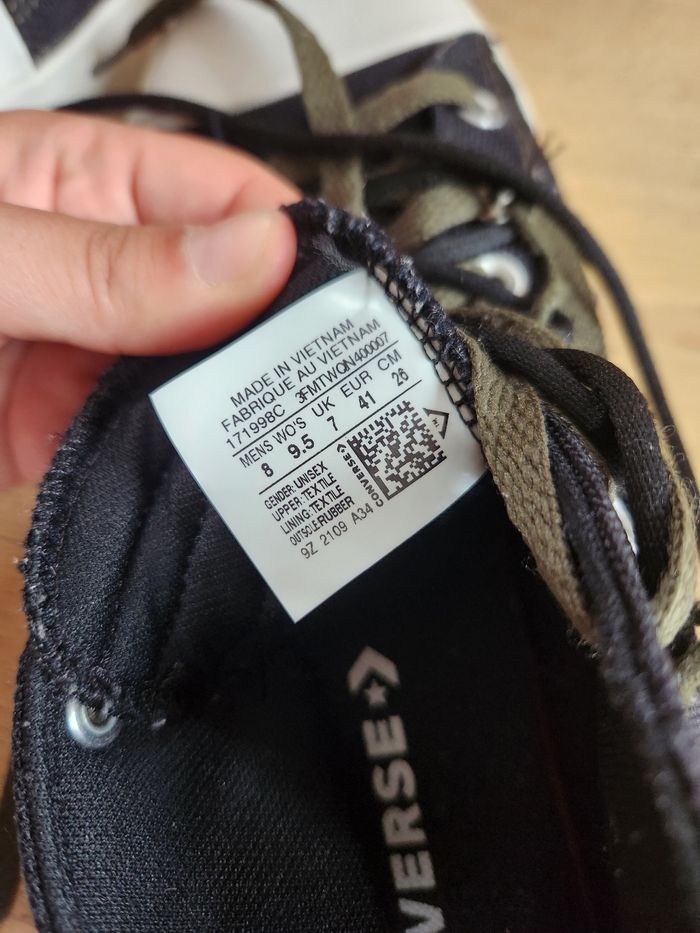 MADE IN VIETNAM
FABRIQUE AU VIETNAM
171998C 3FMTWQN400007
MENS WO'S UK EUR CM
8 9.5 7 41 26
GENDER: UNISEX
UPPER: TEXTILE
LINING: TEXTILE
OUTSOLE: RUBBER
9Z 2109 A34
CONVERSE
VERSE